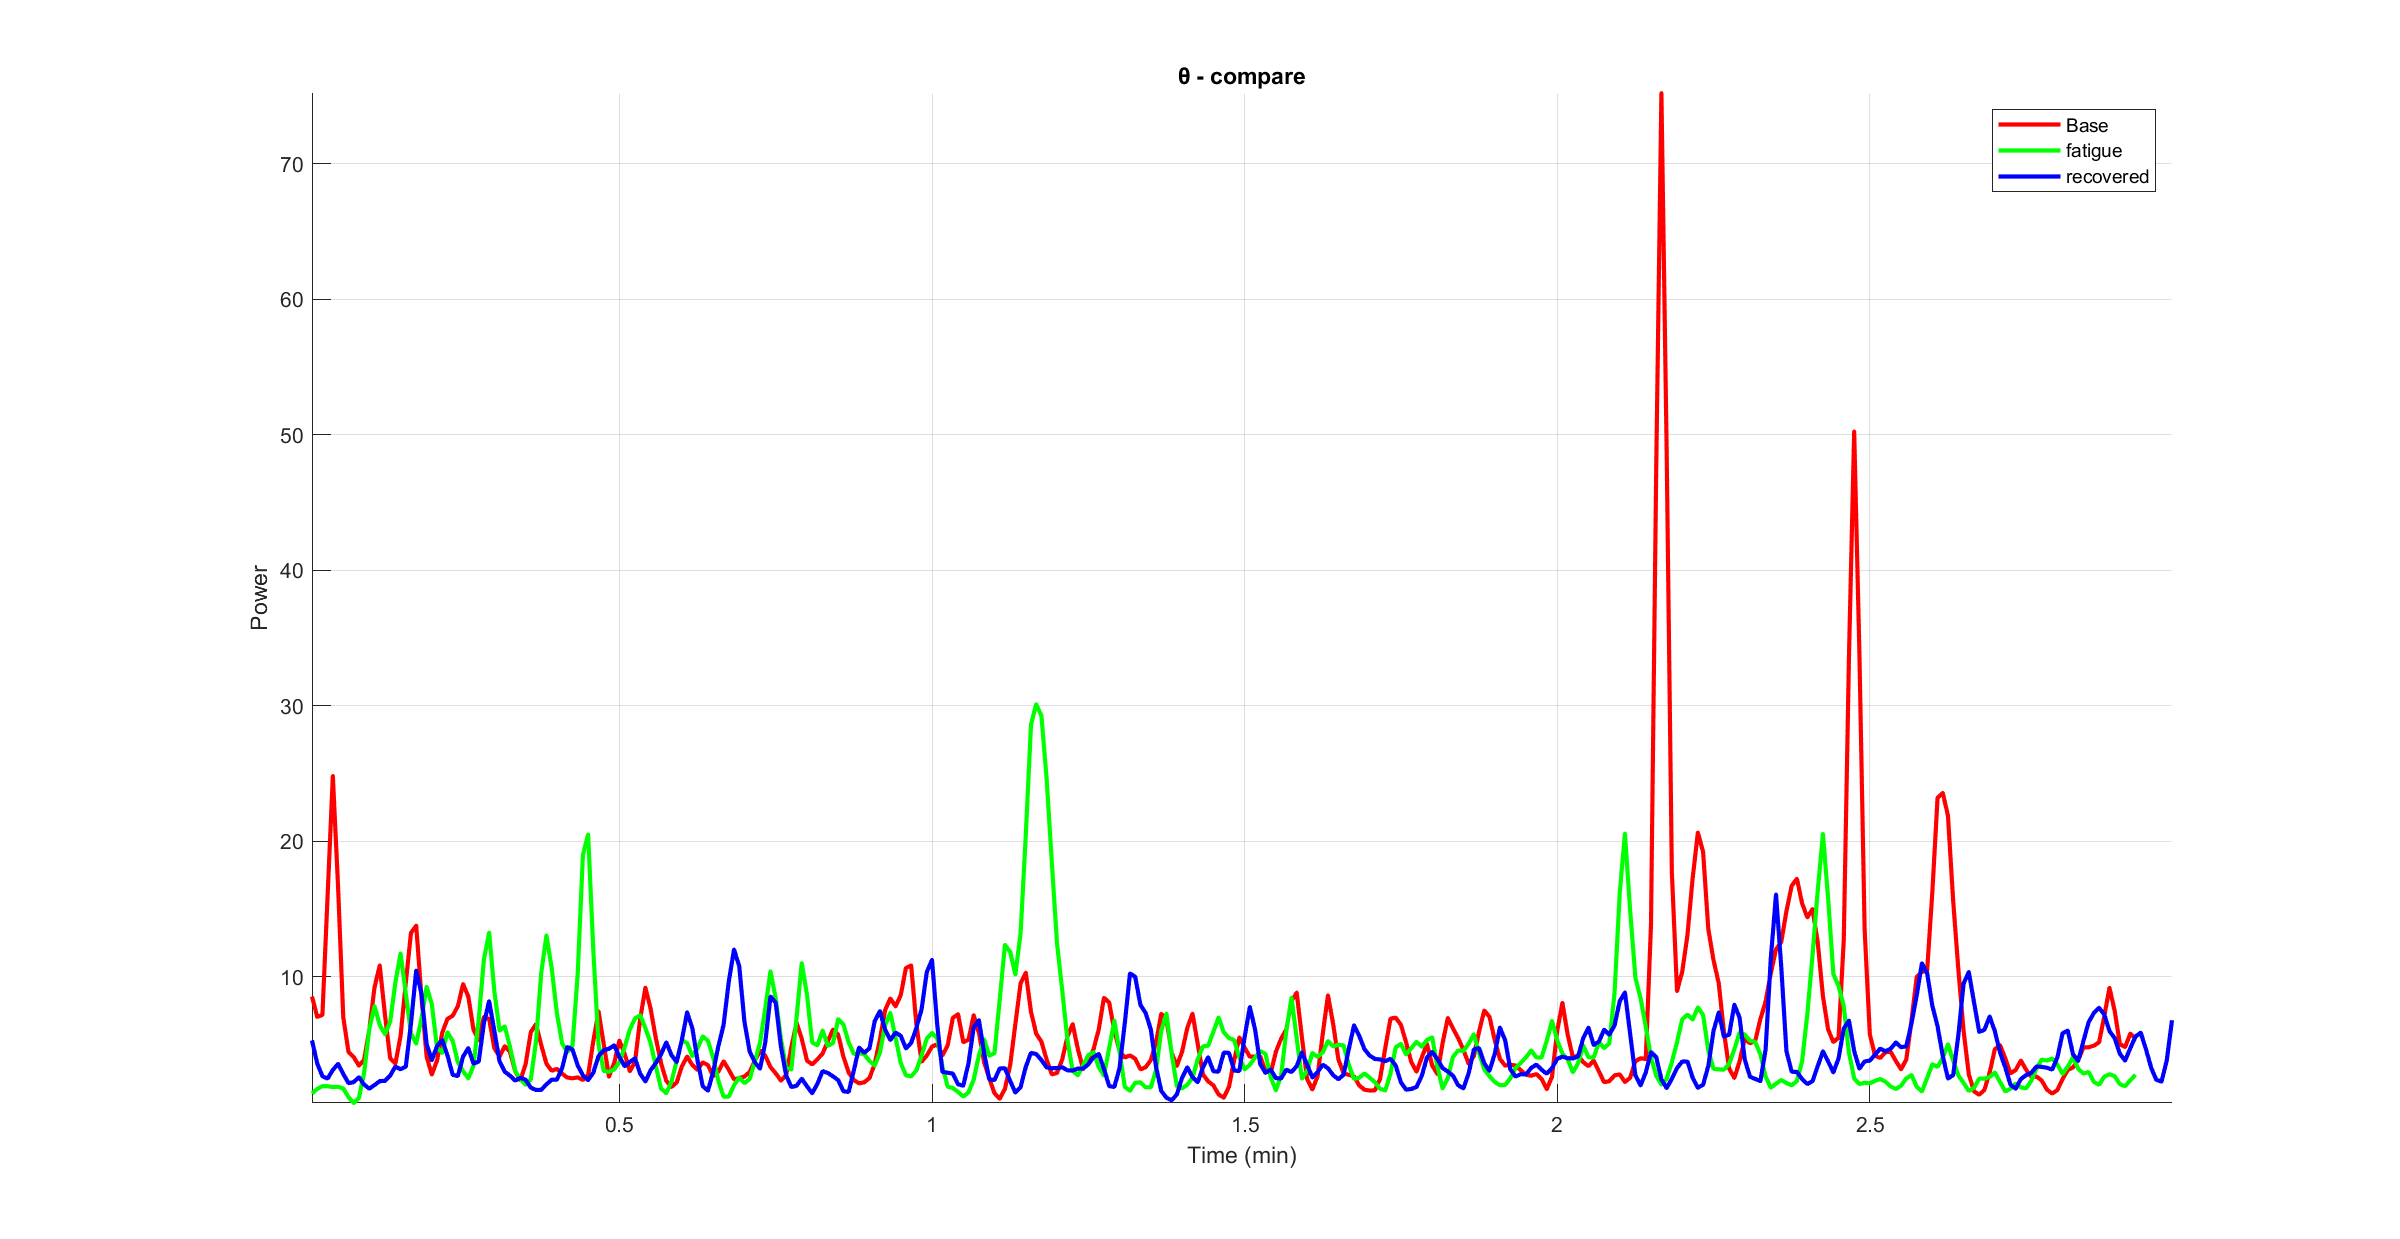 θ - compare
Base
fatigue
recovered
70
60
50
40
30
20
10
Power
0.5 1 1.5 2 2.5
Time (min)